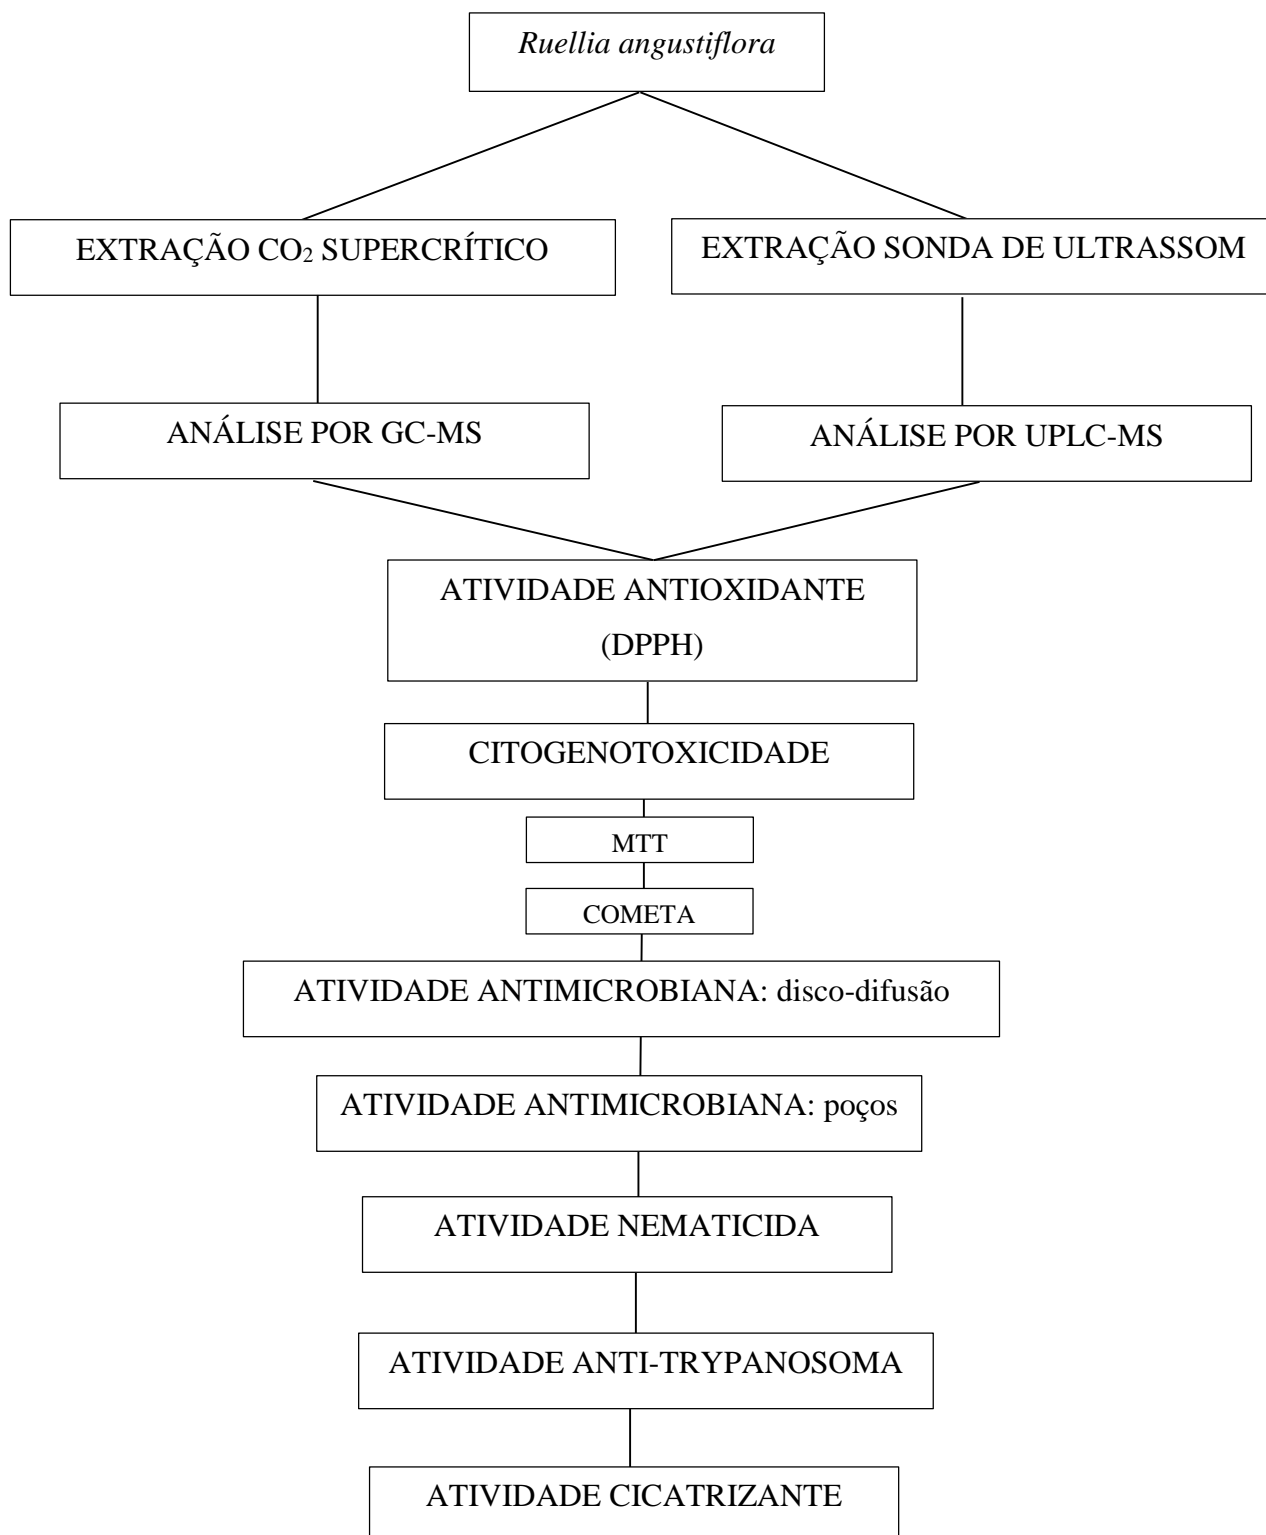 Ruellia angustiflora
EXTRAÇÃO CO₂ SUPERCRÍTICO
EXTRAÇÃO SONDA DE ULTRASSOM
ANÁLISE POR GC-MS
ANÁLISE POR UPLC-MS
ATIVIDADE ANTIOXIDANTE
(DPPH)
CITOGENOTOXICIDADE
MTT
COMETA
ATIVIDADE ANTIMICROBIANA: disco-difusão
ATIVIDADE ANTIMICROBIANA: poços
ATIVIDADE NEMATICIDA
ATIVIDADE ANTI-TRYPANOSOMA
ATIVIDADE CICATRIZANTE